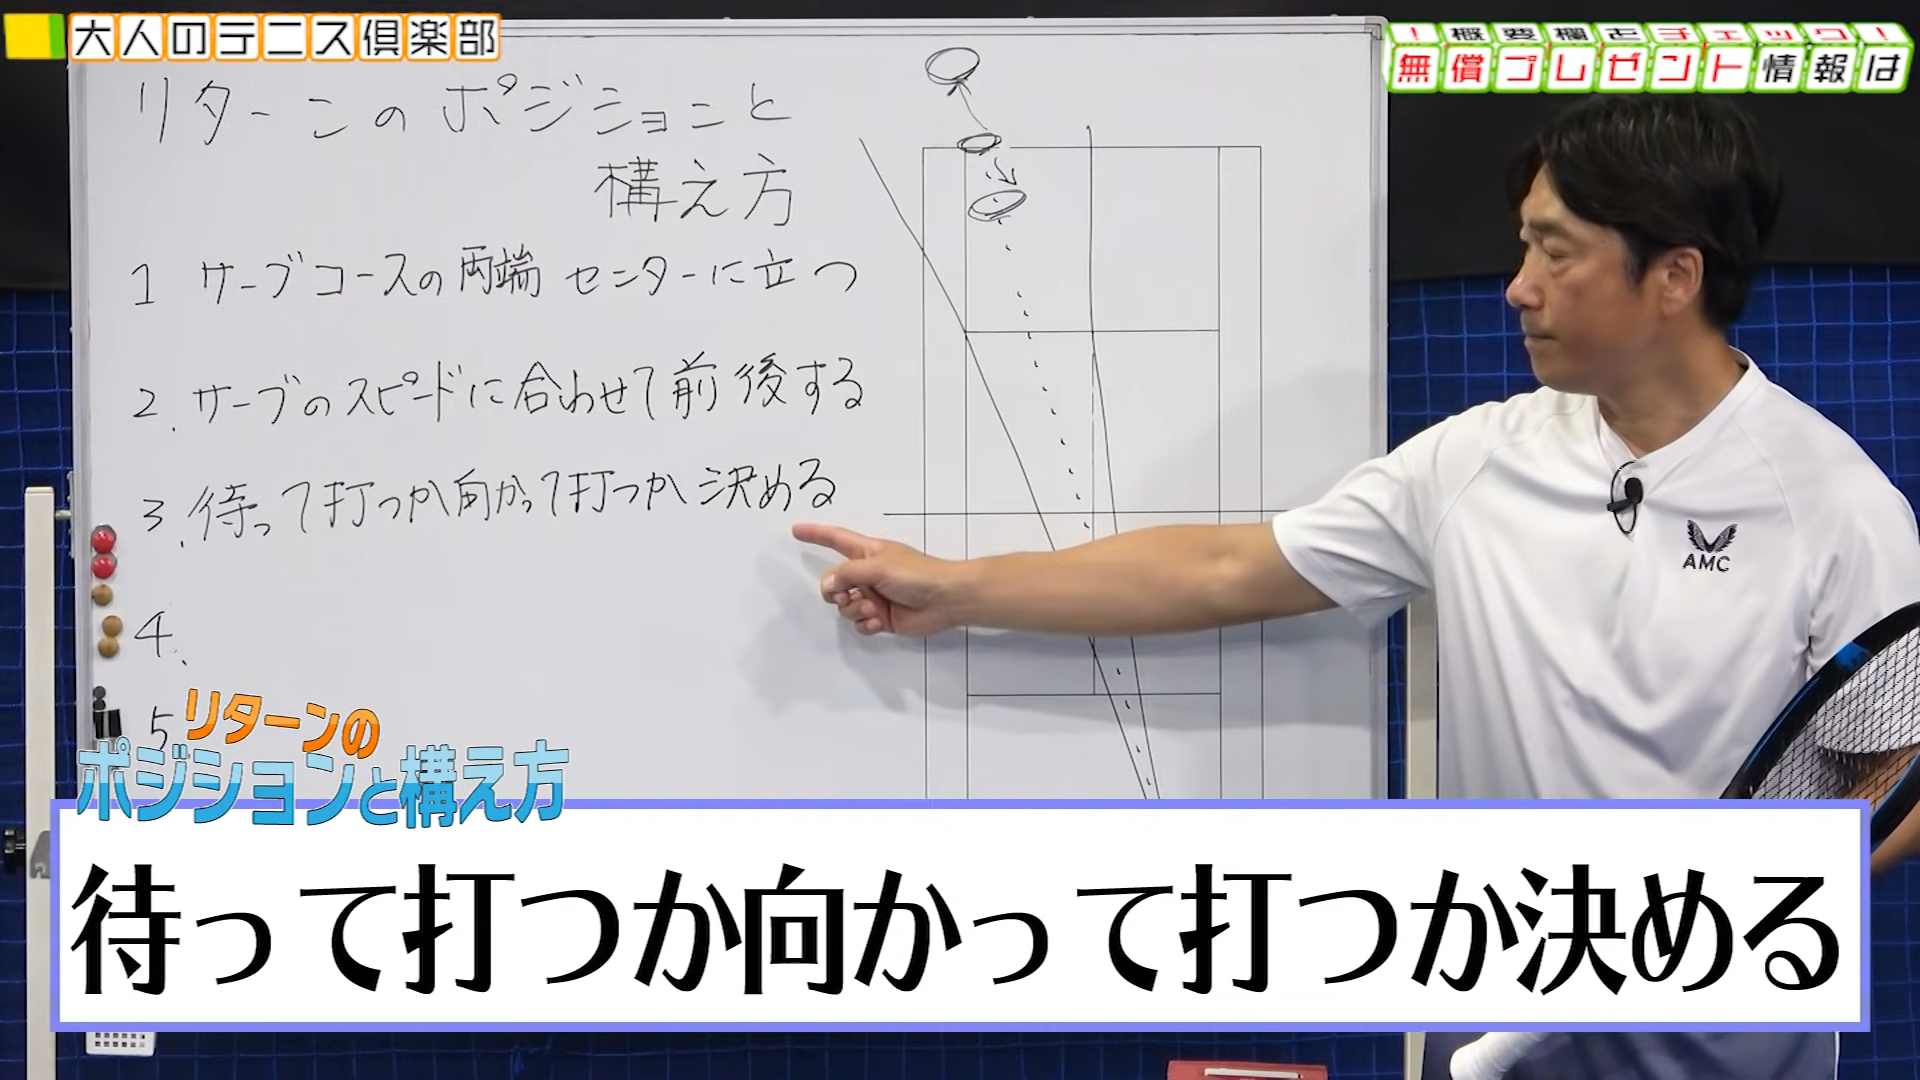 大人のテニス倶楽部
！概要欄をチェック！
無償プレゼント情報は
リターンのポジションと
構え方
1 サーブコースの両端センターに立つ
2. サーブのスピードに合わせて前後する
3. 待って打つか向かって打つか決める
4.
5
AMC
リターンの
ポジションと構え方
待って打つか向かって打つか決める